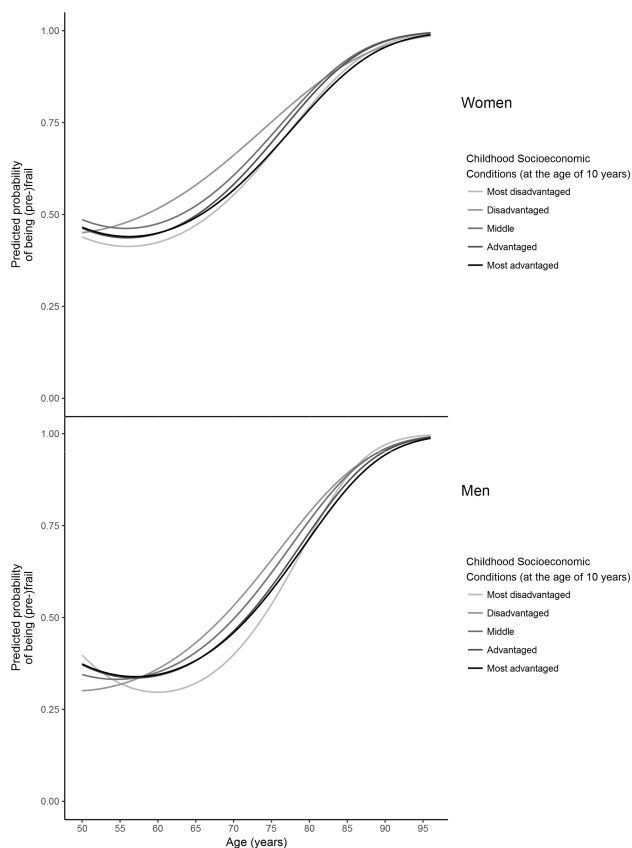 1.00
0.75
0.50
0.25
0.00
Predicted probability
of being (pre-)frail
Women
Childhood Socioeconomic
Conditions (at the age of 10 years)
Most disadvantaged
Disadvantaged
Middle
Advantaged
Most advantaged
1.00
0.75
0.50
0.25
0.00
Predicted probability
of being (pre-)frail
Men
Childhood Socioeconomic
Conditions (at the age of 10 years)
Most disadvantaged
Disadvantaged
Middle
Advantaged
Most advantaged
50 55 60 65 70 75 80 85 90 95
Age (years)